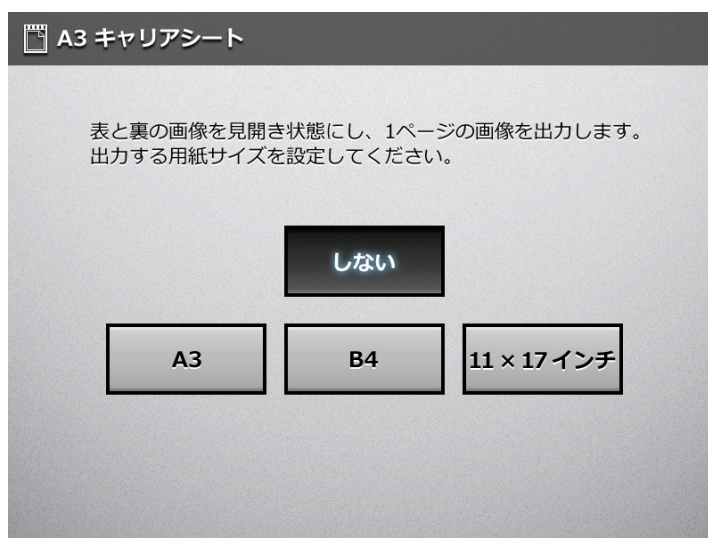 A3 キャリアシート
表と裏の画像を見開き状態にし、1ページの画像を出力します。
出力する用紙サイズを設定してください。
しない
A3
B4
11 × 17 インチ